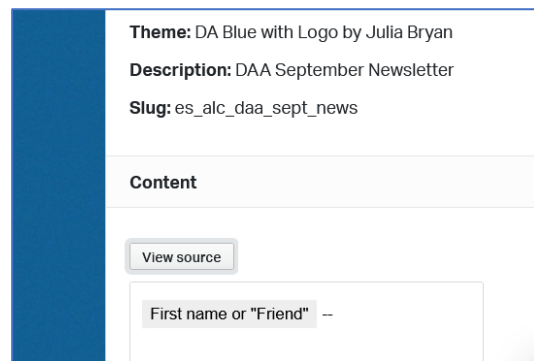 Theme: DA Blue with Logo by Julia Bryan
Description: DAA September Newsletter
Slug: es_alc_daa_sept_news
Content
View source
First name or "Friend" --